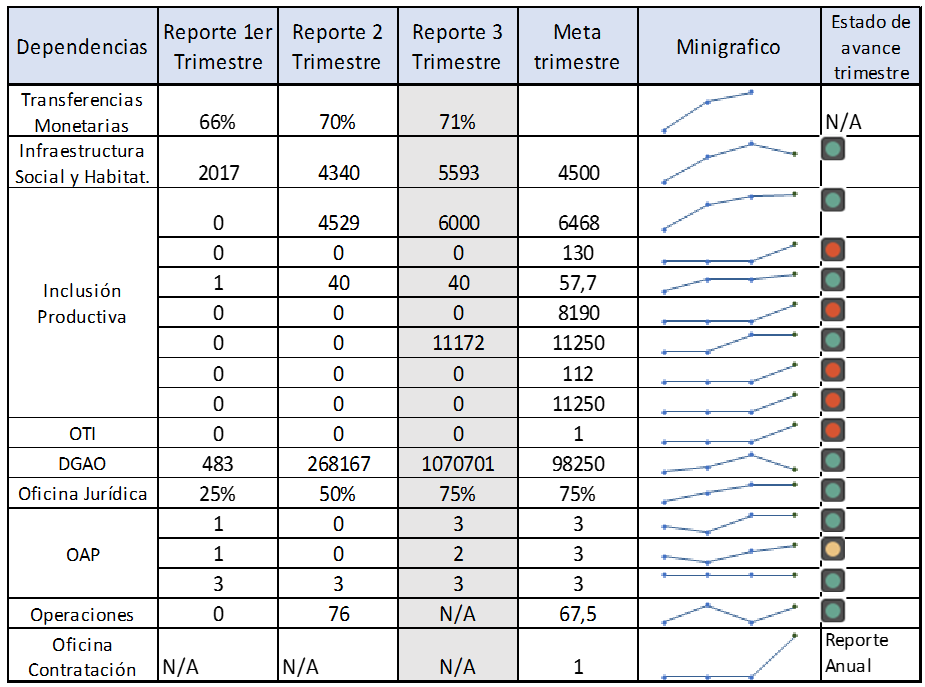 Dependencias Reporte 1er Trimestre Reporte 2 Trimestre Reporte 3 Trimestre Meta trimestre Minigrafico Estado de avance trimestre
Transferencias Monetarias 66% 70% 71% N/A
Infraestructura Social y Habitat. 2017 4340 5593 4500
Inclusión Productiva 0 4529 6000 6468
0 0 0 130
1 40 40 57,7
0 0 0 8190
0 0 11172 11250
0 0 0 112
0 0 0 11250
OTI 0 0 0 1
DGAO 483 268167 1070701 98250
Oficina Jurídica 25% 50% 75% 75%
OAP 1 0 3 3
1 0 2 3
3 3 3 3
Operaciones 0 76 N/A 67,5
Oficina Contratación N/A N/A N/A 1 Reporte Anual